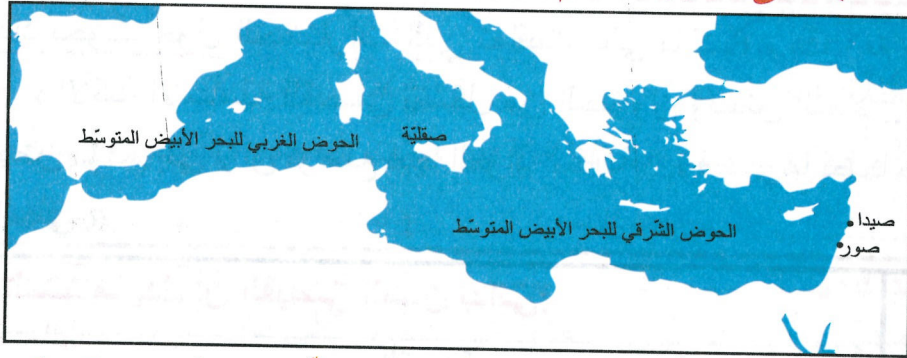 صقليّة
الحوض الغربي للبحر الأبيض المتوسّط
الحوض الشّرقي للبحر الأبيض المتوسّط
صيدا
صور